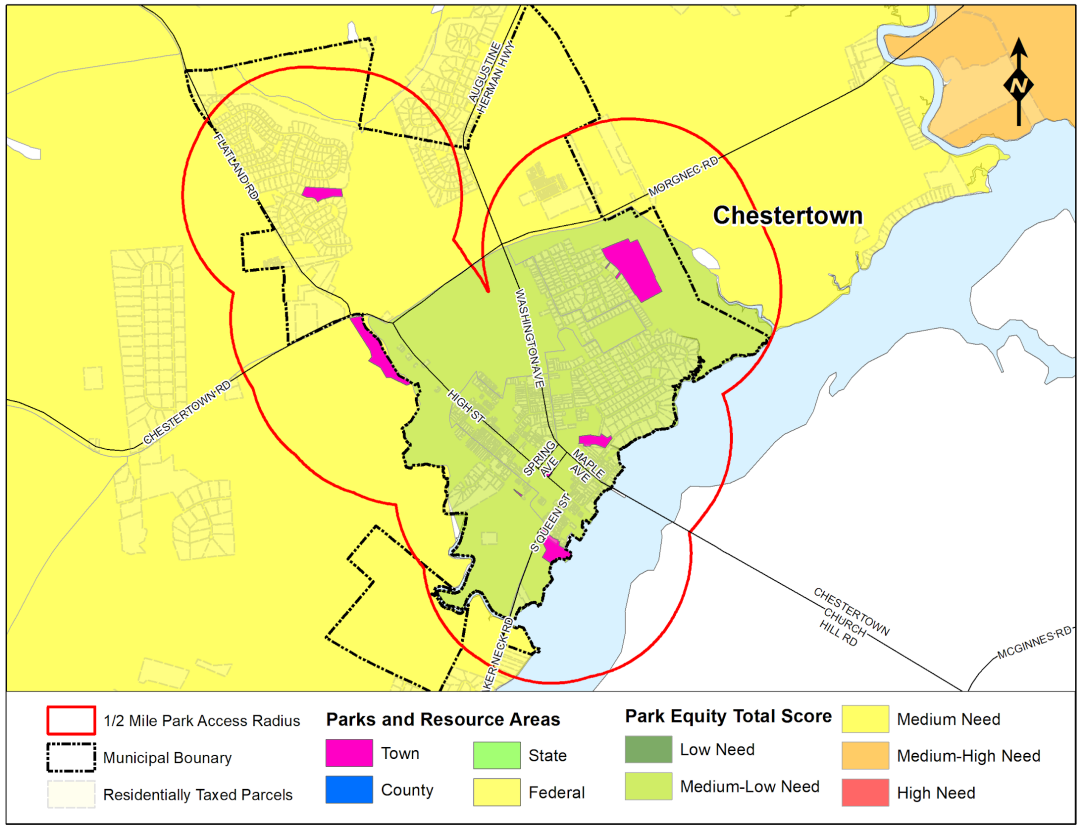 AUGUSTINE
HERMAN HWY
N
FLATLAND RD
MORGNEC RD
Chestertown
WASHINGTON AVE
CHESTERTOWN RD
HIGH ST
SPRING
AVE
MAPLE
AVE
S QUEEN ST
CHESTERTOWN
CHURCH
HILL RD
MCGINNES RD
AKER NECK RD
1/2 Mile Park Access Radius
Municipal Bounary
Residentially Taxed Parcels
Parks and Resource Areas
Town
County
State
Federal
Park Equity Total Score
Low Need
Medium-Low Need
Medium Need
Medium-High Need
High Need